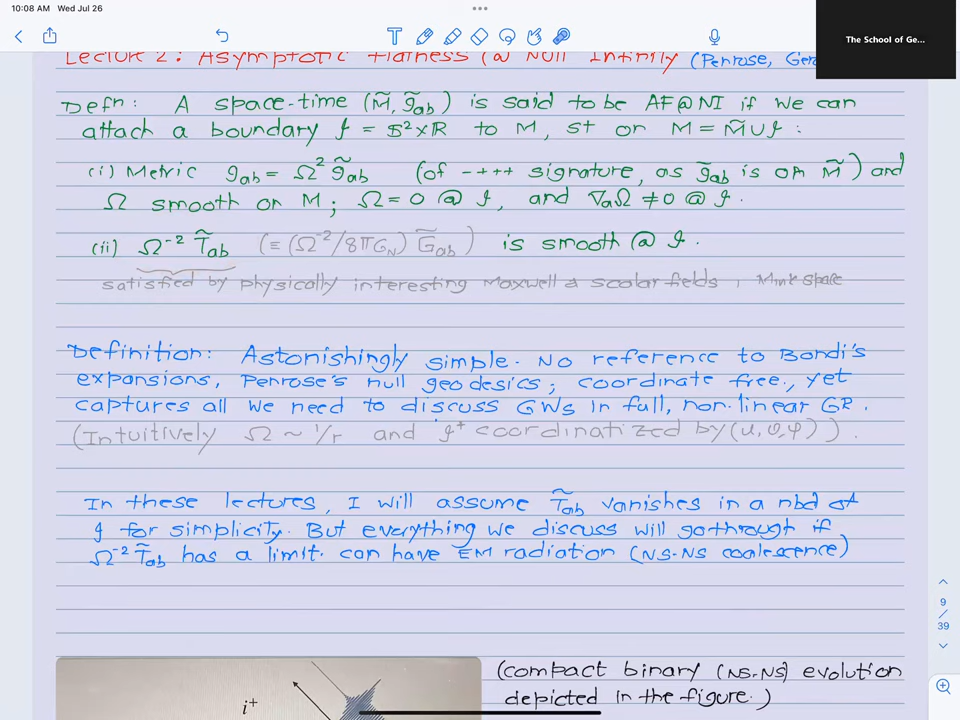 10:08 AM Wed Jul 26
The School of Ge...
Lecture 2: Asymptotic Flatness @ Null Infinity (Penrose, Ger
Defn: A space-time (M̃, g̃ab) is said to be AF@NI if we can
attach a boundary ℐ = S²×R to M, st on M = M̃ ∪ ℐ :
(i) Metric gab = Ω² g̃ab (of -+++ signature, as g̃ab is on M̃) and
Ω smooth on M; Ω=0 @ ℐ, and ∇aΩ ≠ 0 @ ℐ.
(ii) Ω⁻² T̃ab (≡ (Ω⁻²/8πGN) G̃ab) is smooth @ ℐ.
satisfied by physically interesting Maxwell & scalar fields, Mink space
Definition: Astonishingly simple. No reference to Bondi's
expansions, Penrose's null geodesics; coordinate free, yet
captures all we need to discuss GWs in full, non-linear GR.
(Intuitively Ω ~ 1/r and ℐ⁺ coordinatized by (u, θ, φ)).
In these lectures, I will assume T̃ab vanishes in a nbd of
ℐ for simplicity. But everything we discuss will go through if
Ω⁻² T̃ab has a limit. can have EM radiation (NS-NS coalescence)
(compact binary (NS-NS) evolution
depicted in the figure.)
i⁺
9
/
39